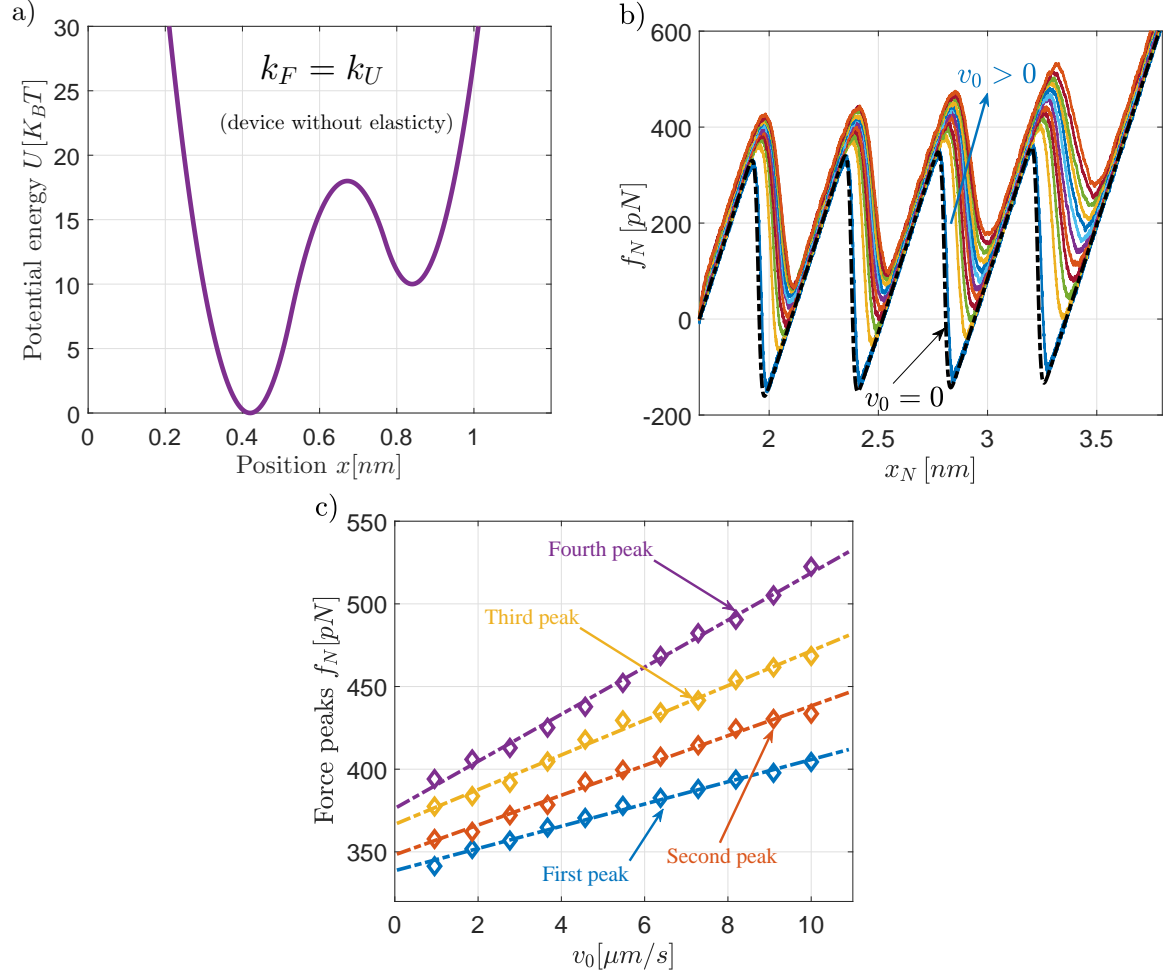 a)
30
25
20
15
10
5
0
Potential energy U[K_BT]
k_F = k_U
(device without elasticty)
0 0.2 0.4 0.6 0.8 1
Position x[nm]
b)
600
400
200
0
-200
f_N [pN]
v_0 > 0
v_0 = 0
2 2.5 3 3.5
x_N [nm]
c)
550
500
450
400
350
Force peaks f_N[pN]
Fourth peak
Third peak
Second peak
First peak
0 2 4 6 8 10
v_0[μm/s]